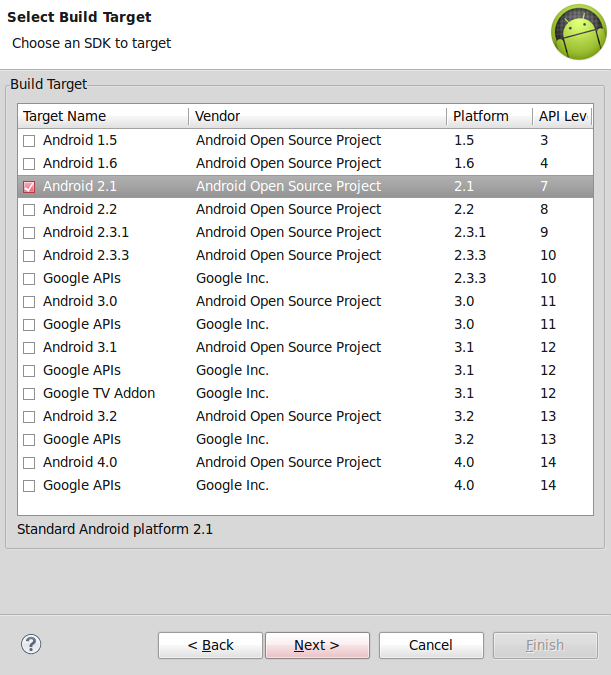 Select Build Target
Choose an SDK to target
Build Target
Target Name Vendor Platform API Lev
Android 1.5 Android Open Source Project 1.5 3
Android 1.6 Android Open Source Project 1.6 4
Android 2.1 Android Open Source Project 2.1 7
Android 2.2 Android Open Source Project 2.2 8
Android 2.3.1 Android Open Source Project 2.3.1 9
Android 2.3.3 Android Open Source Project 2.3.3 10
Google APIs Google Inc. 2.3.3 10
Android 3.0 Android Open Source Project 3.0 11
Google APIs Google Inc. 3.0 11
Android 3.1 Android Open Source Project 3.1 12
Google APIs Google Inc. 3.1 12
Google TV Addon Google Inc. 3.1 12
Android 3.2 Android Open Source Project 3.2 13
Google APIs Google Inc. 3.2 13
Android 4.0 Android Open Source Project 4.0 14
Google APIs Google Inc. 4.0 14
Standard Android platform 2.1
? < Back Next > Cancel Finish